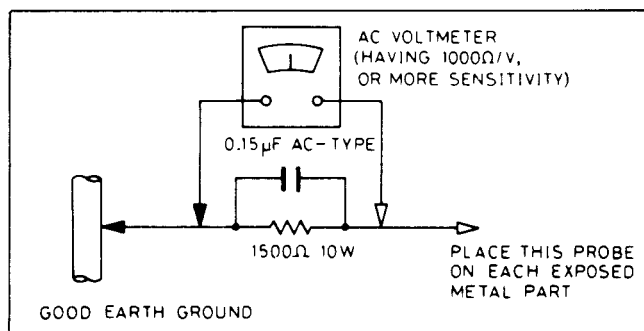 AC VOLTMETER
(HAVING 1000Ω/V,
OR MORE SENSITIVITY)
0.15µF AC-TYPE
1500Ω 10W
PLACE THIS PROBE
ON EACH EXPOSED
METAL PART
GOOD EARTH GROUND